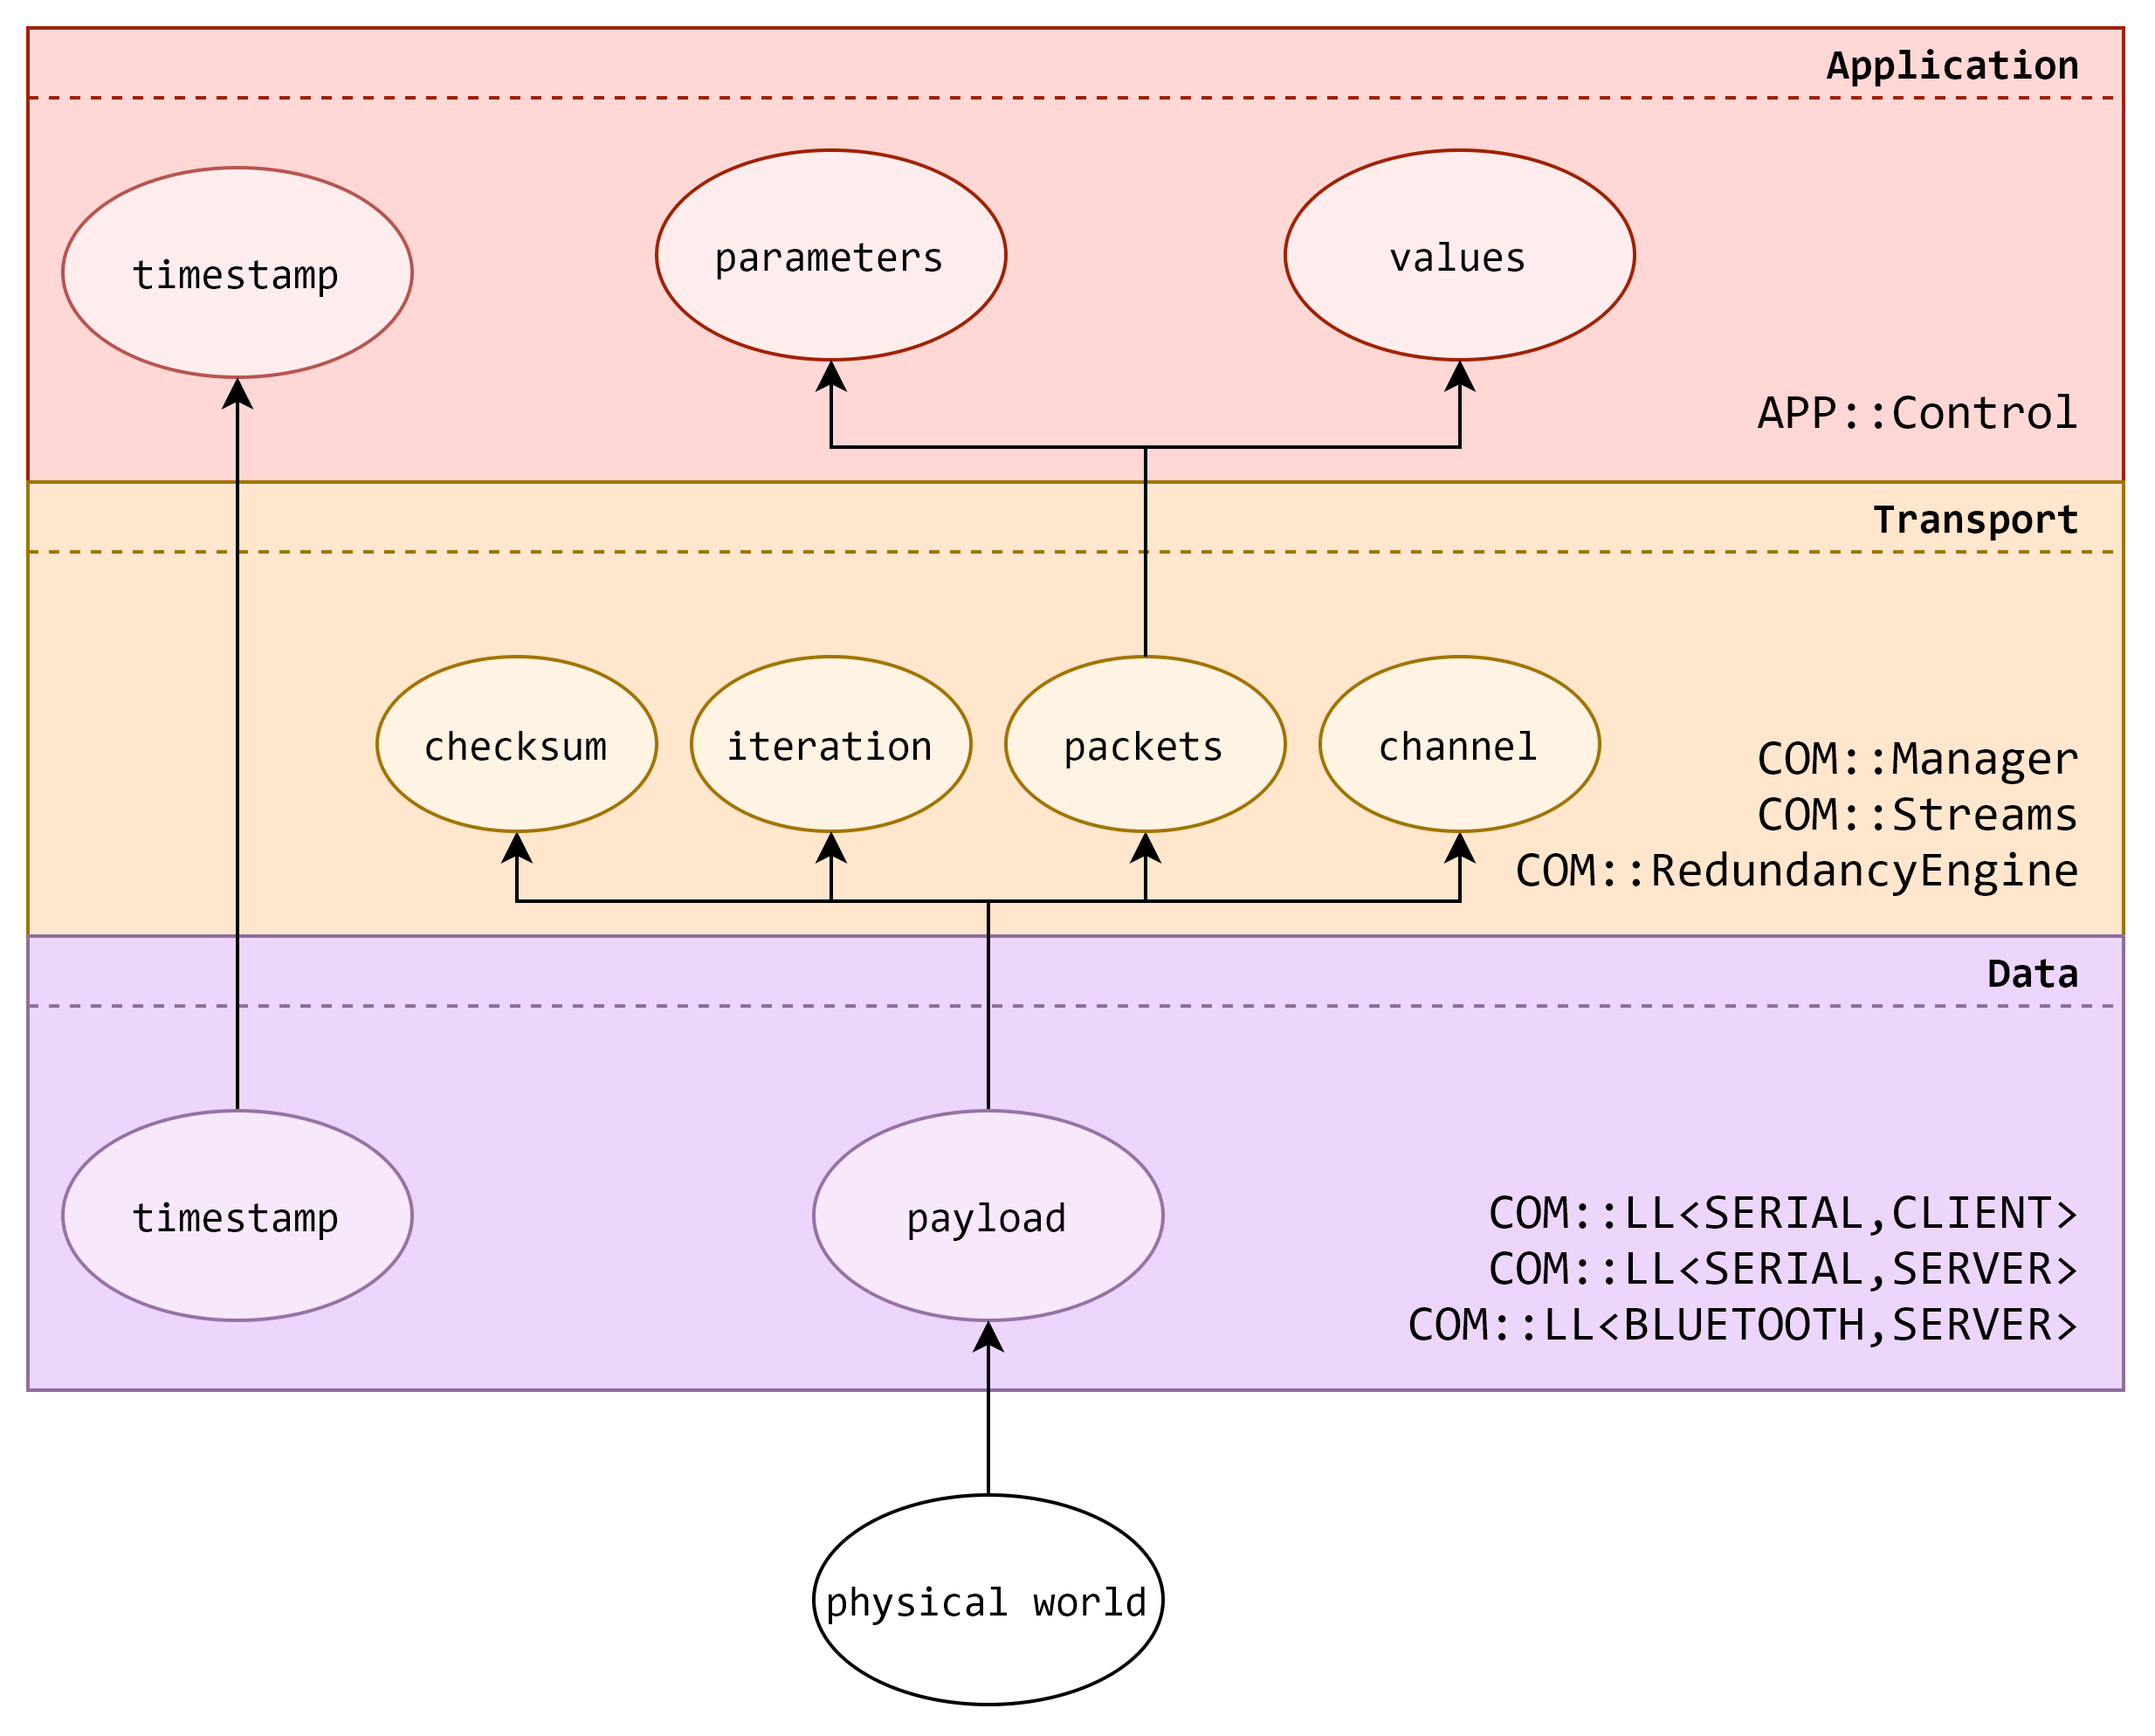 Application
timestamp
parameters
values
APP::Control
Transport
checksum
iteration
packets
channel
COM::Manager
COM::Streams
COM::RedundancyEngine
Data
timestamp
payload
COM::LL<SERIAL,CLIENT>
COM::LL<SERIAL,SERVER>
COM::LL<BLUETOOTH,SERVER>
physical world